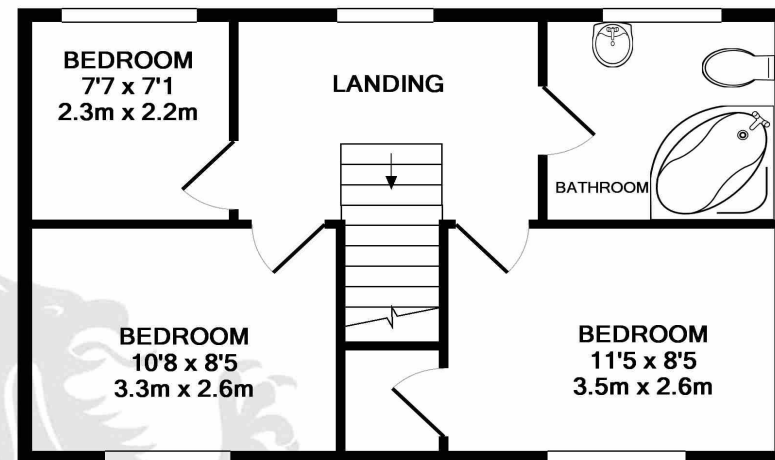 BEDROOM
7'7 x 7'1
2.3m x 2.2m
LANDING
BATHROOM
BEDROOM
10'8 x 8'5
3.3m x 2.6m
BEDROOM
11'5 x 8'5
3.5m x 2.6m